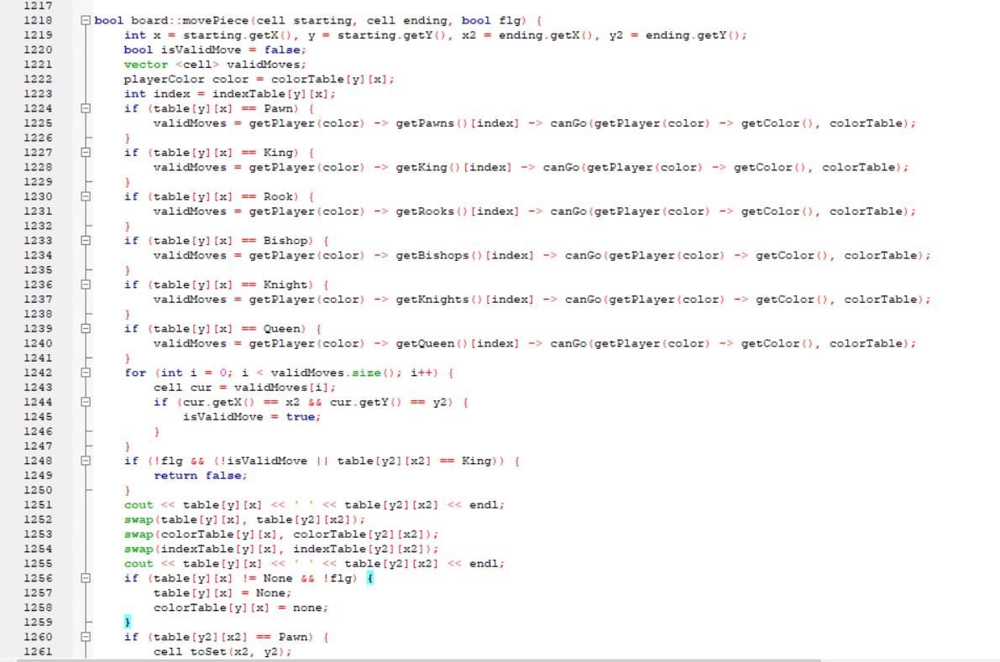 1217
1218 bool board::movePiece(cell starting, cell ending, bool flg) {
1219     int x = starting.getX(), y = starting.getY(), x2 = ending.getX(), y2 = ending.getY();
1220     bool isValidMove = false;
1221     vector <cell> validMoves;
1222     playerColor color = colorTable[y][x];
1223     int index = indexTable[y][x];
1224     if (table[y][x] == Pawn) {
1225         validMoves = getPlayer(color) -> getPawns()[index] -> canGo(getPlayer(color) -> getColor(), colorTable);
1226     }
1227     if (table[y][x] == King) {
1228         validMoves = getPlayer(color) -> getKing()[index] -> canGo(getPlayer(color) -> getColor(), colorTable);
1229     }
1230     if (table[y][x] == Rook) {
1231         validMoves = getPlayer(color) -> getRooks()[index] -> canGo(getPlayer(color) -> getColor(), colorTable);
1232     }
1233     if (table[y][x] == Bishop) {
1234         validMoves = getPlayer(color) -> getBishops()[index] -> canGo(getPlayer(color) -> getColor(), colorTable);
1235     }
1236     if (table[y][x] == Knight) {
1237         validMoves = getPlayer(color) -> getKnights()[index] -> canGo(getPlayer(color) -> getColor(), colorTable);
1238     }
1239     if (table[y][x] == Queen) {
1240         validMoves = getPlayer(color) -> getQueen()[index] -> canGo(getPlayer(color) -> getColor(), colorTable);
1241     }
1242     for (int i = 0; i < validMoves.size(); i++) {
1243         cell cur = validMoves[i];
1244         if (cur.getX() == x2 && cur.getY() == y2) {
1245             isValidMove = true;
1246         }
1247     }
1248     if (!flg && (!isValidMove || table[y2][x2] == King)) {
1249         return false;
1250     }
1251     cout << table[y][x] << ' ' << table[y2][x2] << endl;
1252     swap(table[y][x], table[y2][x2]);
1253     swap(colorTable[y][x], colorTable[y2][x2]);
1254     swap(indexTable[y][x], indexTable[y2][x2]);
1255     cout << table[y][x] << ' ' << table[y2][x2] << endl;
1256     if (table[y][x] != None && !flg) {
1257         table[y][x] = None;
1258         colorTable[y][x] = none;
1259     }
1260     if (table[y2][x2] == Pawn) {
1261         cell toSet(x2, y2);